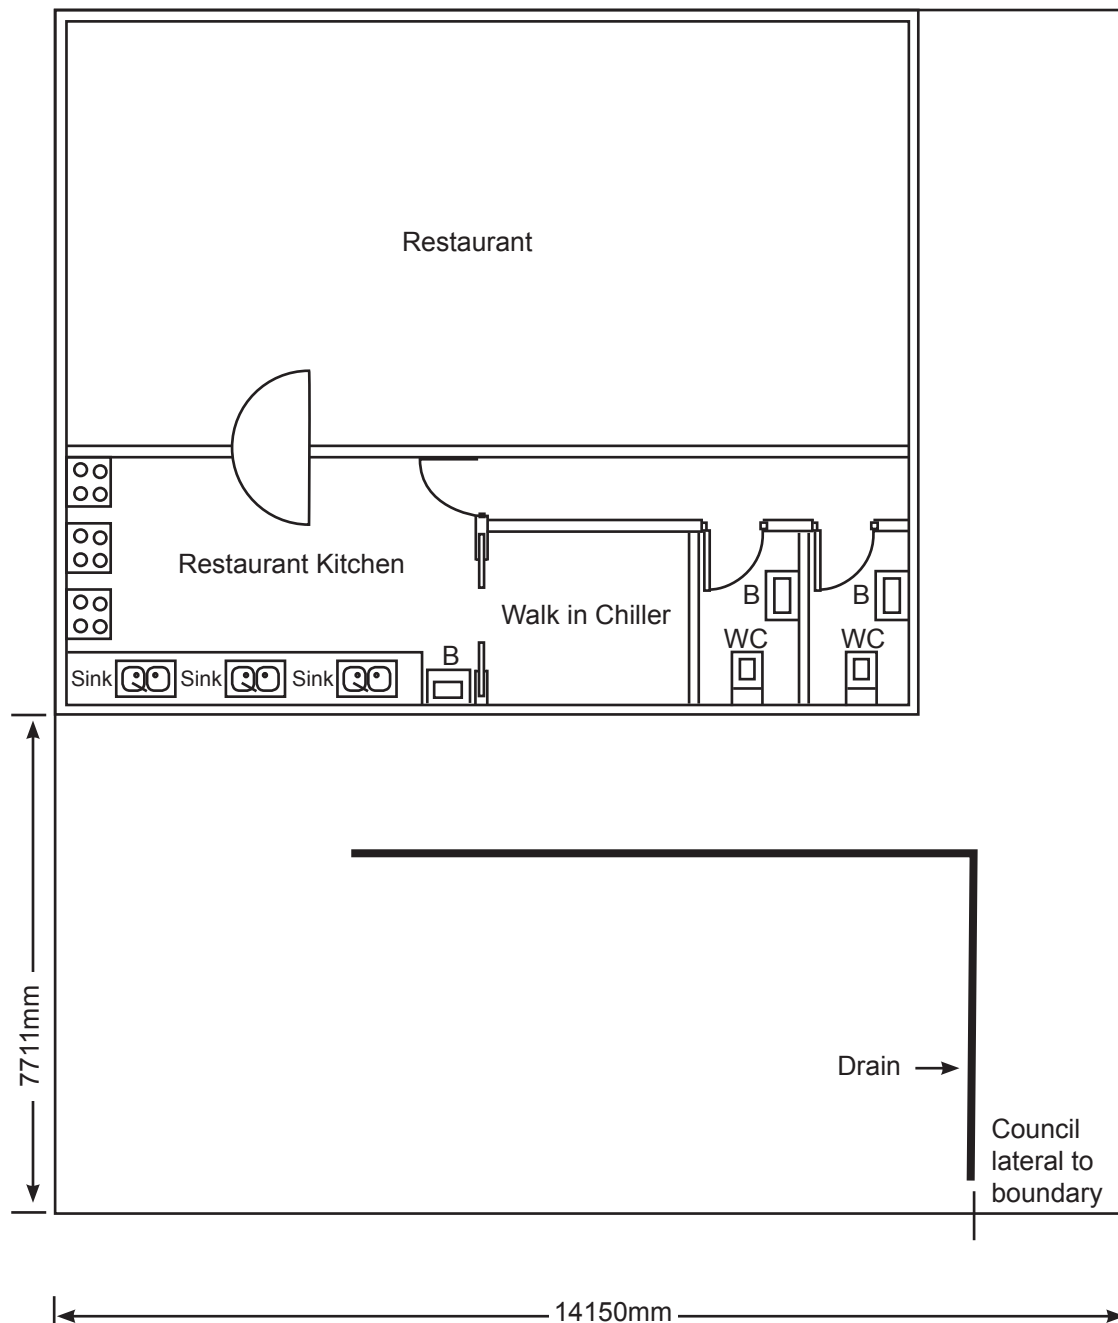 Restaurant
Restaurant Kitchen
Walk in Chiller
B
B
WC
WC
B
Sink
Sink
Sink
7711mm
Drain
Council
lateral to
boundary
14150mm